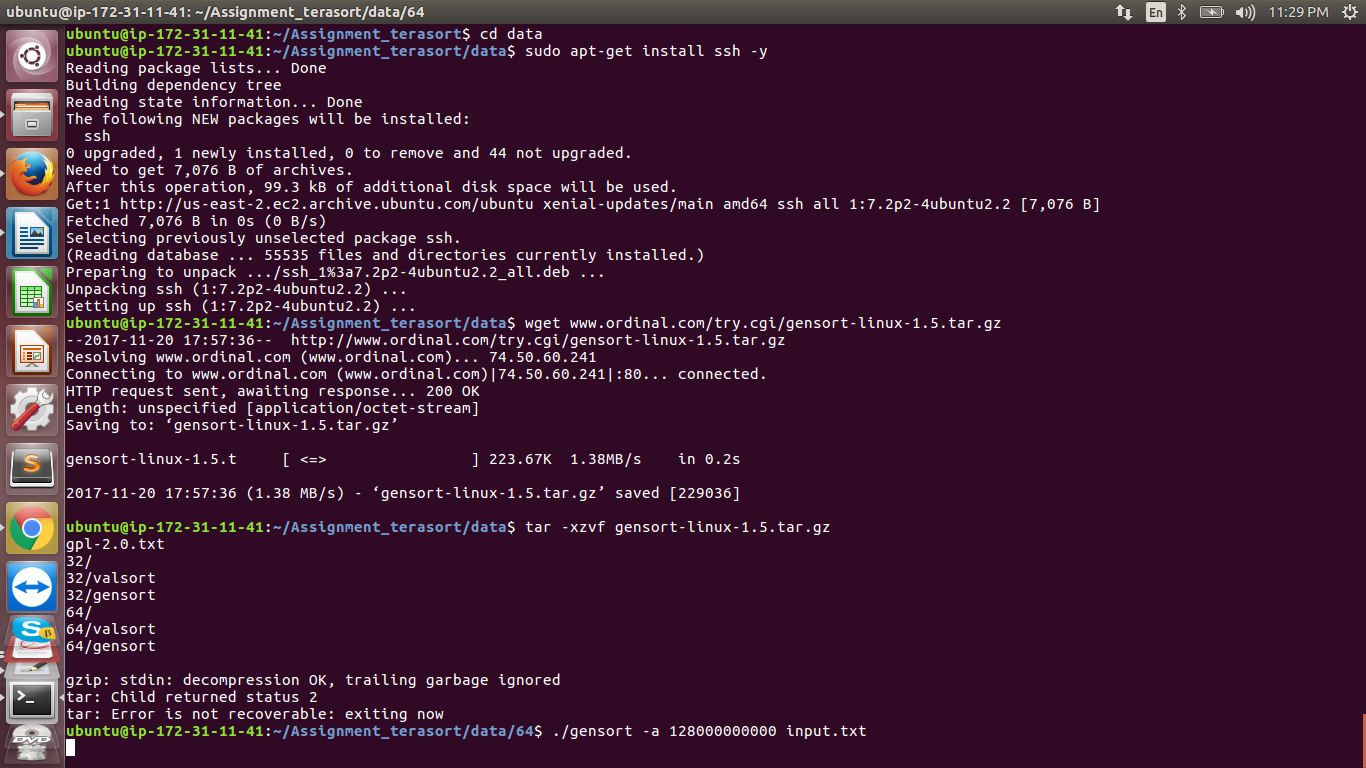 ubuntu@ip-172-31-11-41: ~/Assignment_terasort/data/64
En
11:29 PM
ubuntu@ip-172-31-11-41:~/Assignment_terasort$ cd data
ubuntu@ip-172-31-11-41:~/Assignment_terasort/data$ sudo apt-get install ssh -y
Reading package lists... Done
Building dependency tree
Reading state information... Done
The following NEW packages will be installed:
  ssh
0 upgraded, 1 newly installed, 0 to remove and 44 not upgraded.
Need to get 7,076 B of archives.
After this operation, 99.3 kB of additional disk space will be used.
Get:1 http://us-east-2.ec2.archive.ubuntu.com/ubuntu xenial-updates/main amd64 ssh all 1:7.2p2-4ubuntu2.2 [7,076 B]
Fetched 7,076 B in 0s (0 B/s)
Selecting previously unselected package ssh.
(Reading database ... 55535 files and directories currently installed.)
Preparing to unpack .../ssh_1%3a7.2p2-4ubuntu2.2_all.deb ...
Unpacking ssh (1:7.2p2-4ubuntu2.2) ...
Setting up ssh (1:7.2p2-4ubuntu2.2) ...
ubuntu@ip-172-31-11-41:~/Assignment_terasort/data$ wget www.ordinal.com/try.cgi/gensort-linux-1.5.tar.gz
--2017-11-20 17:57:36--  http://www.ordinal.com/try.cgi/gensort-linux-1.5.tar.gz
Resolving www.ordinal.com (www.ordinal.com)... 74.50.60.241
Connecting to www.ordinal.com (www.ordinal.com)|74.50.60.241|:80... connected.
HTTP request sent, awaiting response... 200 OK
Length: unspecified [application/octet-stream]
Saving to: ‘gensort-linux-1.5.tar.gz’
gensort-linux-1.5.t     [ <=>                ] 223.67K  1.38MB/s    in 0.2s
2017-11-20 17:57:36 (1.38 MB/s) - ‘gensort-linux-1.5.tar.gz’ saved [229036]
ubuntu@ip-172-31-11-41:~/Assignment_terasort/data$ tar -xzvf gensort-linux-1.5.tar.gz
gpl-2.0.txt
32/
32/valsort
32/gensort
64/
64/valsort
64/gensort
gzip: stdin: decompression OK, trailing garbage ignored
tar: Child returned status 2
tar: Error is not recoverable: exiting now
ubuntu@ip-172-31-11-41:~/Assignment_terasort/data/64$ ./gensort -a 128000000000 input.txt
S
S
DVD